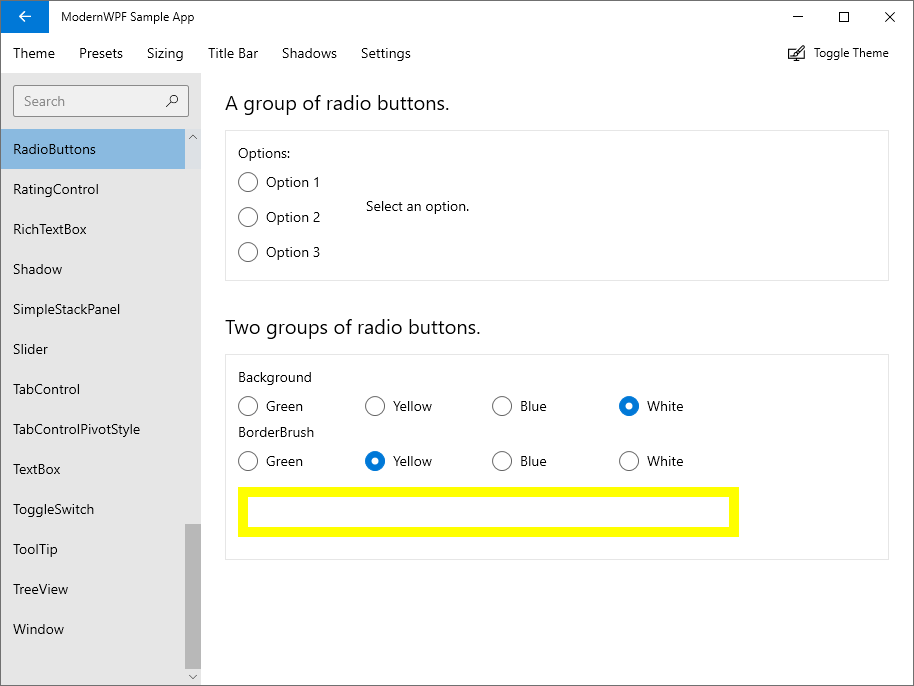 ModernWPF Sample App
Theme Presets Sizing Title Bar Shadows Settings Toggle Theme
Search
RadioButtons
RatingControl
RichTextBox
Shadow
SimpleStackPanel
Slider
TabControl
TabControlPivotStyle
TextBox
ToggleSwitch
ToolTip
TreeView
Window
A group of radio buttons.
Options:
Option 1
Option 2
Option 3
Select an option.
Two groups of radio buttons.
Background
Green Yellow Blue White
BorderBrush
Green Yellow Blue White